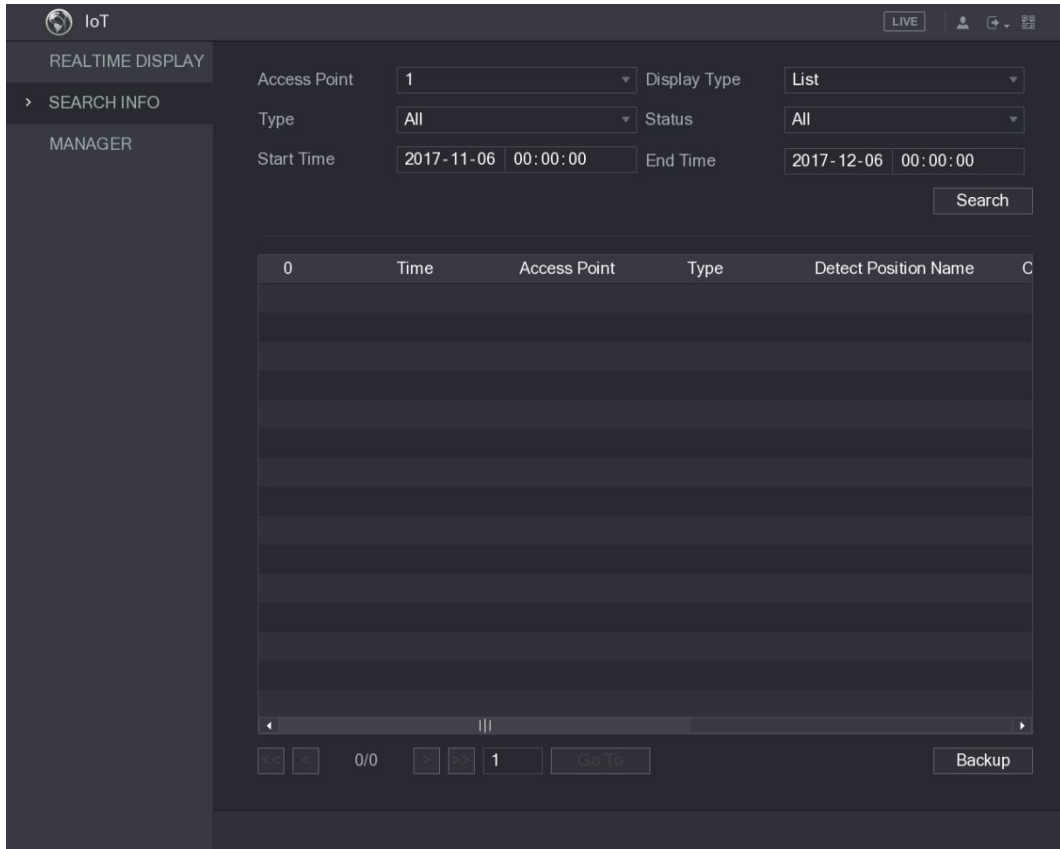 IoT LIVE
REALTIME DISPLAY
> SEARCH INFO
MANAGER
Access Point 1 Display Type List
Type All Status All
Start Time 2017-11-06 00:00:00 End Time 2017-12-06 00:00:00
Search
0 Time Access Point Type Detect Position Name C
<< < 0/0 > >> 1 Go To Backup